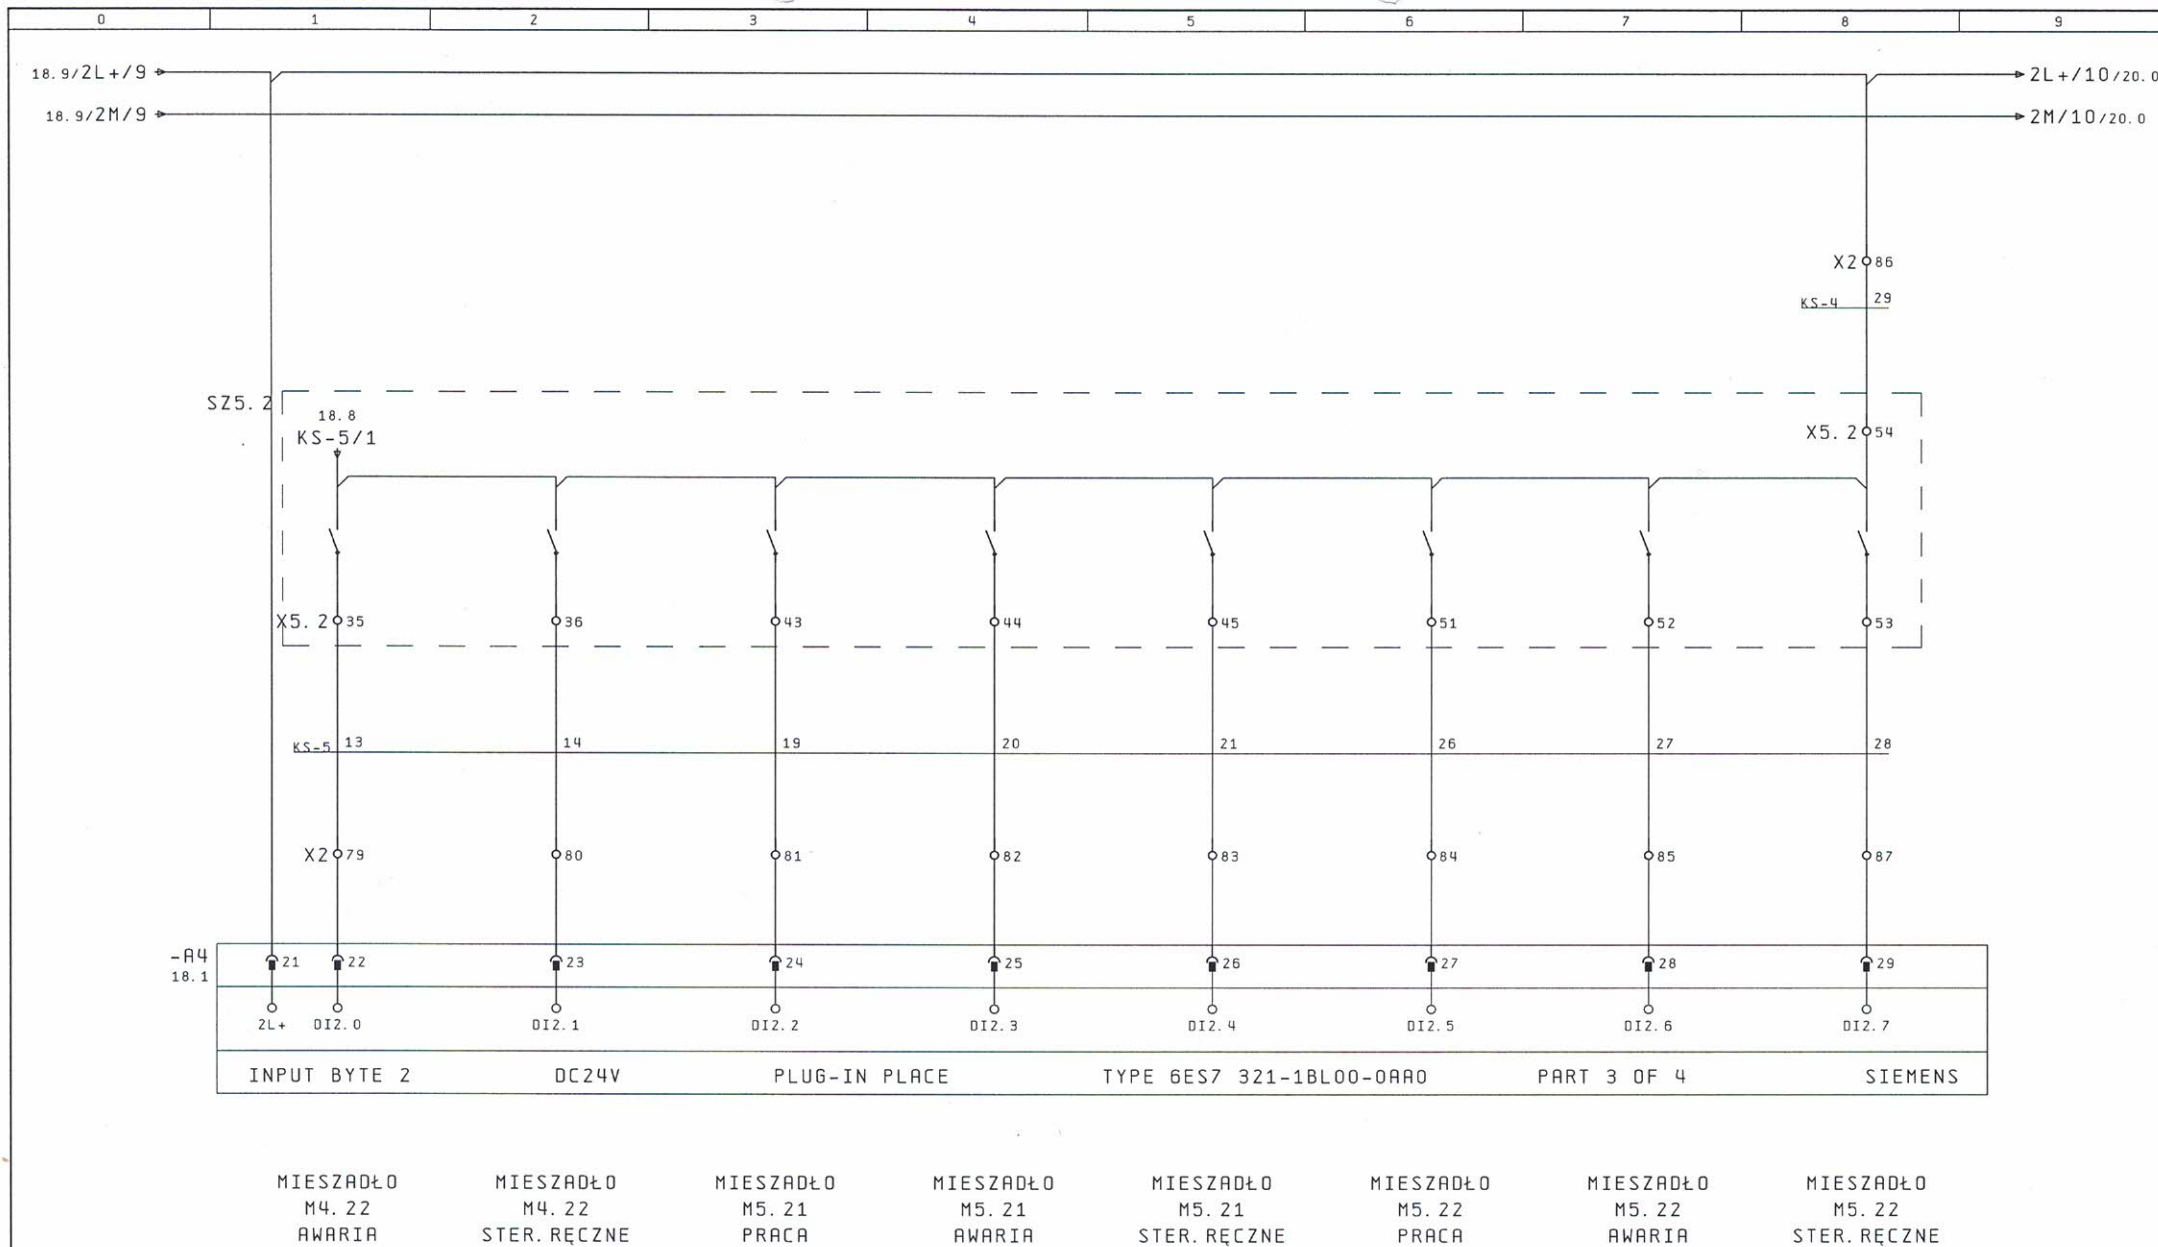 0 1 2 3 4 5 6 7 8 9
18.9/2L+/9 2L+/10/20.0
18.9/2M/9 2M/10/20.0
X2 86
KS-4 29
SZ5.2
18.8
KS-5/1
X5.2 54
X5.2 35 36 43 44 45 51 52 53
KS-5 13 14 19 20 21 26 27 28
X2 79 80 81 82 83 84 85 87
-A4
18.1
21 22 23 24 25 26 27 28 29
2L+ DI2.0 DI2.1 DI2.2 DI2.3 DI2.4 DI2.5 DI2.6 DI2.7
INPUT BYTE 2 DC24V PLUG-IN PLACE TYPE 6ES7 321-1BL00-0AA0 PART 3 OF 4 SIEMENS
MIESZADŁO MIESZADŁO MIESZADŁO MIESZADŁO MIESZADŁO MIESZADŁO MIESZADŁO MIESZADŁO
M4.22 M4.22 M5.21 M5.21 M5.21 M5.22 M5.22 M5.22
AWARIA STER.RĘCZNE PRACA AWARIA STER.RĘCZNE PRACA AWARIA STER.RĘCZNE